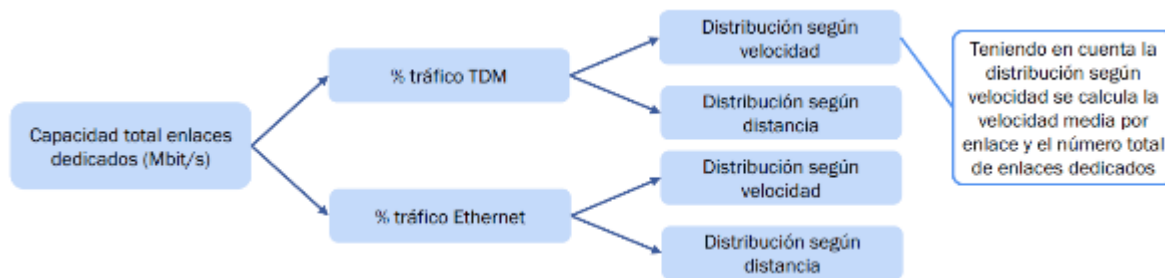 Capacidad total enlaces
dedicados (Mbit/s)
% tráfico TDM
% tráfico Ethernet
Distribución según
velocidad
Distribución según
distancia
Distribución según
velocidad
Distribución según
distancia
Teniendo en cuenta la
distribución según
velocidad se calcula la
velocidad media por
enlace y el número total
de enlaces dedicados